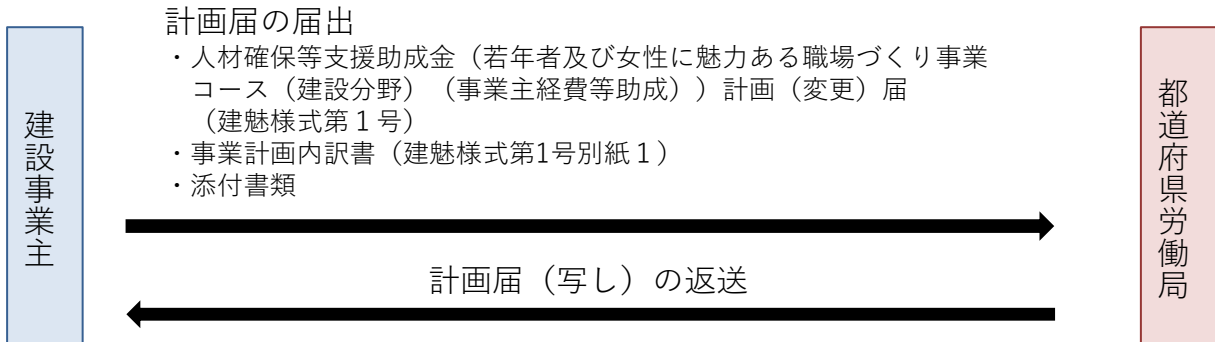 計画届の届出
・人材確保等支援助成金（若年者及び女性に魅力ある職場づくり事業
コース（建設分野）（事業主経費等助成））計画（変更）届
（建魅様式第１号）
・事業計画内訳書（建魅様式第1号別紙１）
・添付書類
建設事業主
都道府県労働局
計画届（写し）の返送